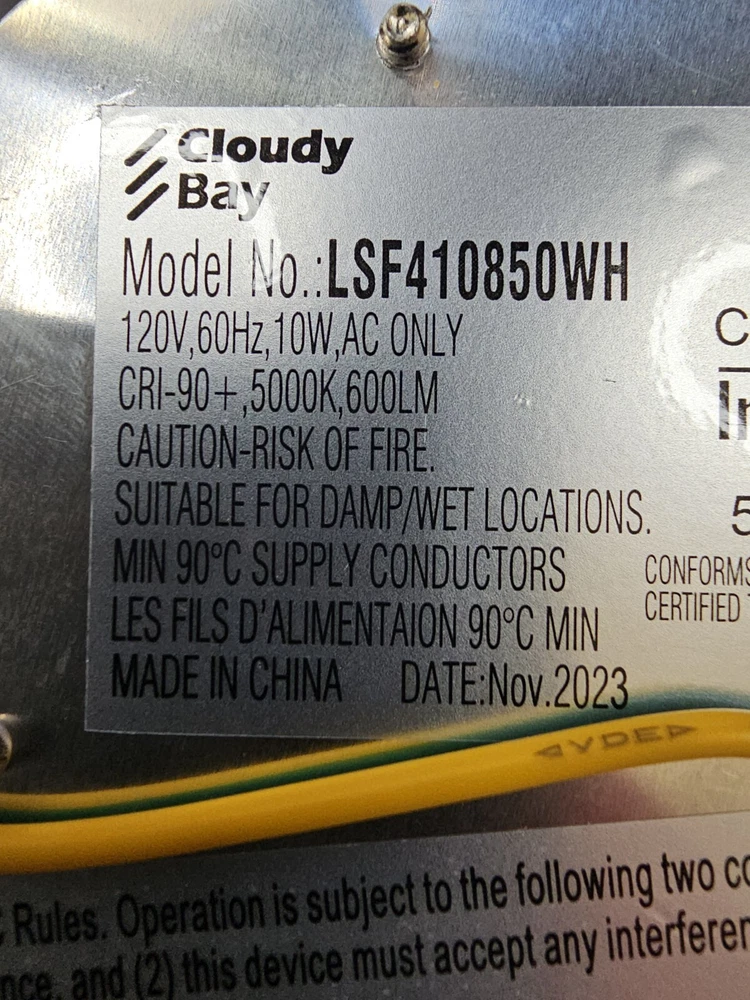 Cloudy
Bay
Model No.:LSF410850WH
120V,60Hz,10W,AC ONLY
CRI-90+,5000K,600LM
CAUTION-RISK OF FIRE.
SUITABLE FOR DAMP/WET LOCATIONS.
MIN 90°C SUPPLY CONDUCTORS
LES FILS D'ALIMENTAION 90°C MIN
MADE IN CHINA DATE:Nov.2023
C
5
CONFORMS
CERTIFIED
VDE
Rules. Operation is subject to the following two
and (2) this device must accept any